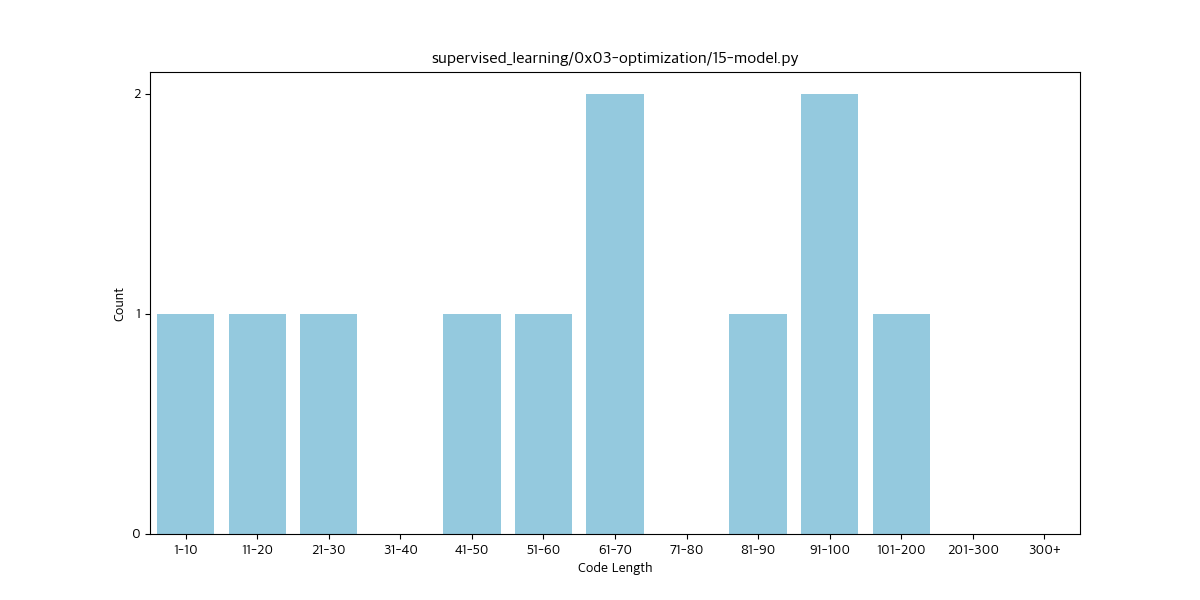 supervised_learning/0x03-optimization/15-model.py
Count
2
1
0
1-10 11-20 21-30 31-40 41-50 51-60 61-70 71-80 81-90 91-100 101-200 201-300 300+
Code Length